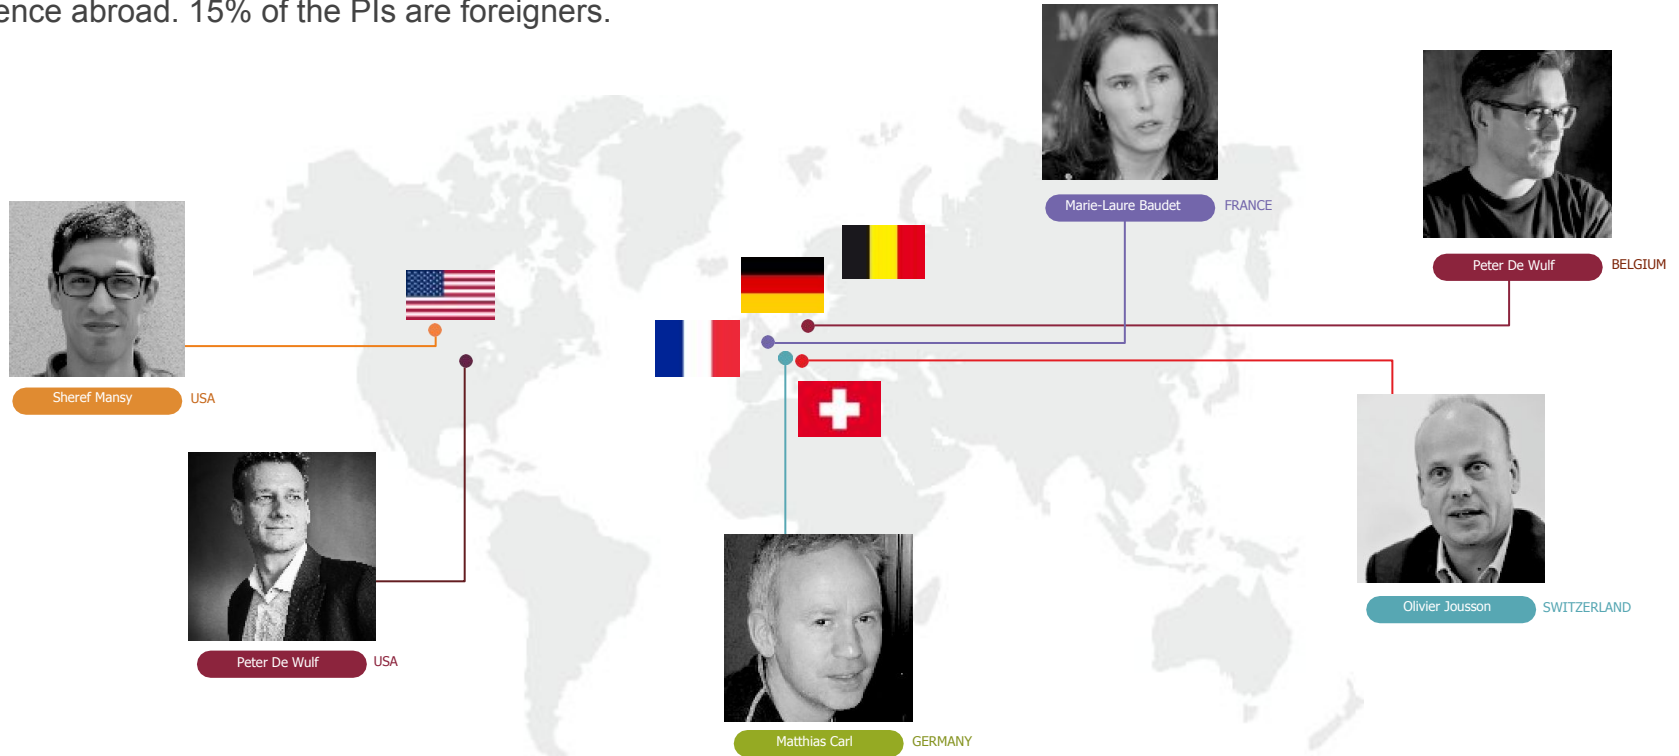 ence abroad. 15% of the PIs are foreigners.
Marie-Laure Baudet FRANCE
Peter De Wulf BELGIUM
Sheref Mansy USA
Olivier Jousson SWITZERLAND
Peter De Wulf USA
Matthias Carl GERMANY